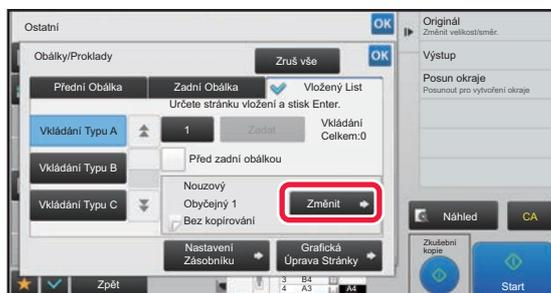 Ostatní
OK
Obálky/Proklady
Zruš vše
OK
Přední Obálka
Zadní Obálka
Vložený List
Určete stránku vložení a stisk Enter.
Vkládání Typu A
1
Zadat
Vkládání
Celkem:0
Vkládání Typu B
Před zadní obálkou
Vkládání Typu C
Nouzový
Obyčejný 1
Bez kopírování
Změnit
Nastavení
Zásobníku
Grafická
Úprava Stránky
Zpět
3 B4
4 A3
A4
Originál
Změnit velikost/směr.
Výstup
Posun okraje
Posunout pro vytvoření okraje
Náhled
CA
Zkušební
kopie
Start